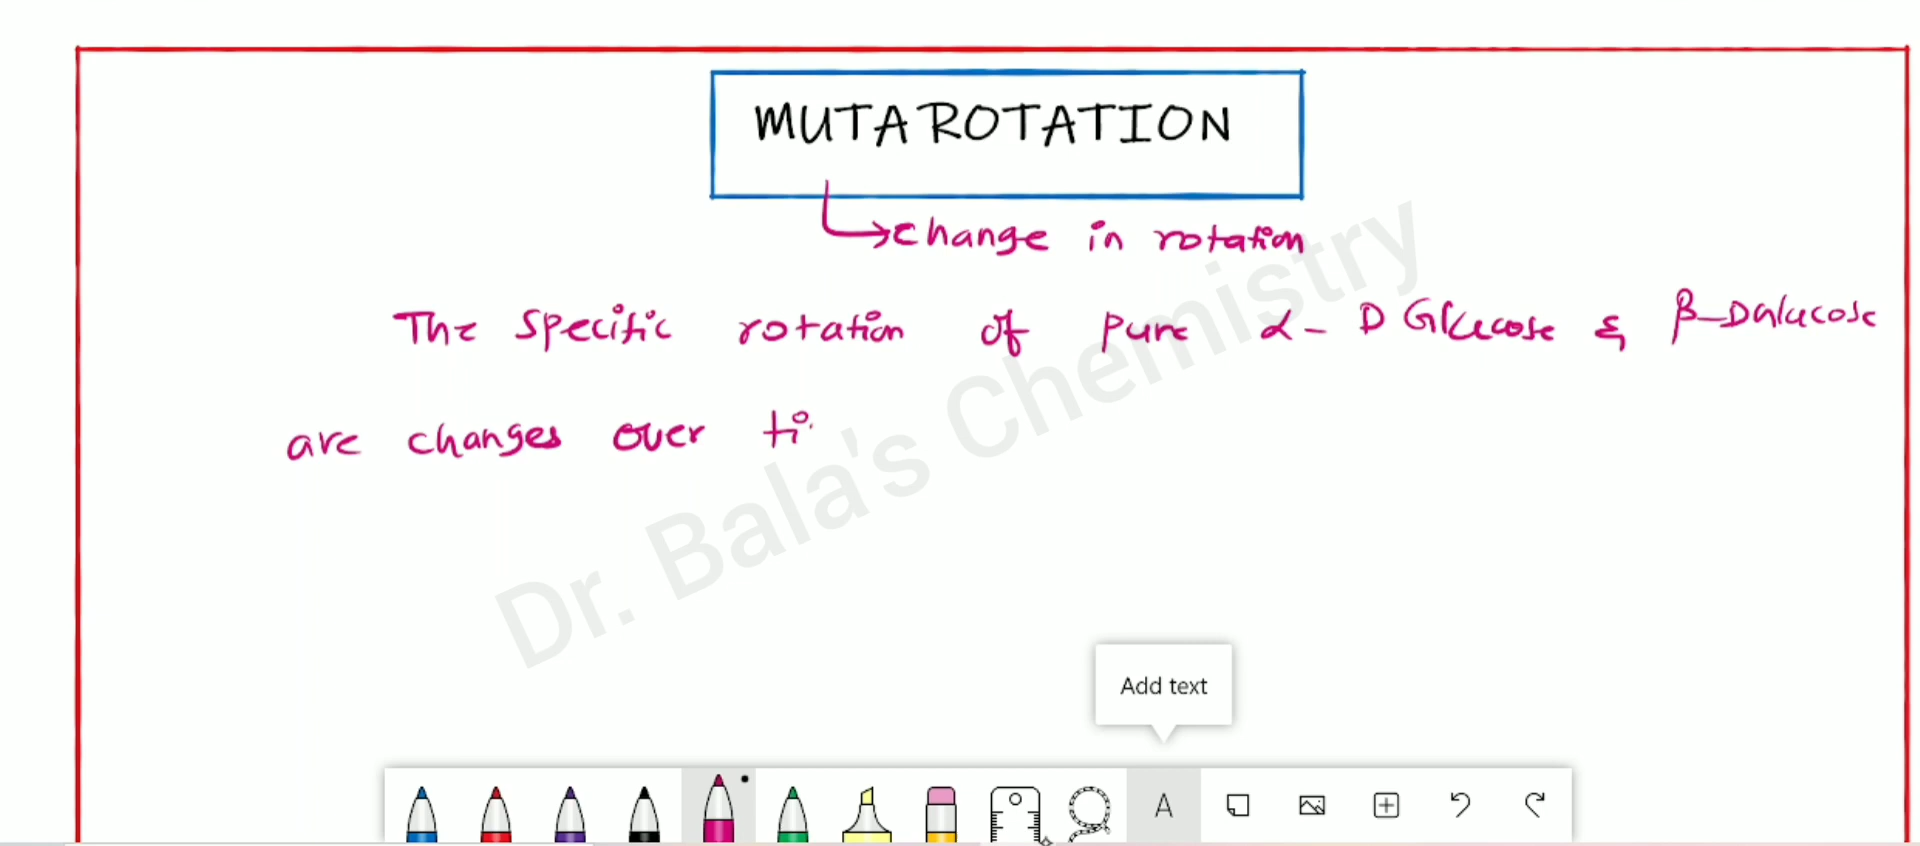 MUTAROTATION
change in rotation
The specific rotation of pure α- D Glucose & β-D Glucose
are changes over ti
Dr. Bala's Chemistry
Add text
A